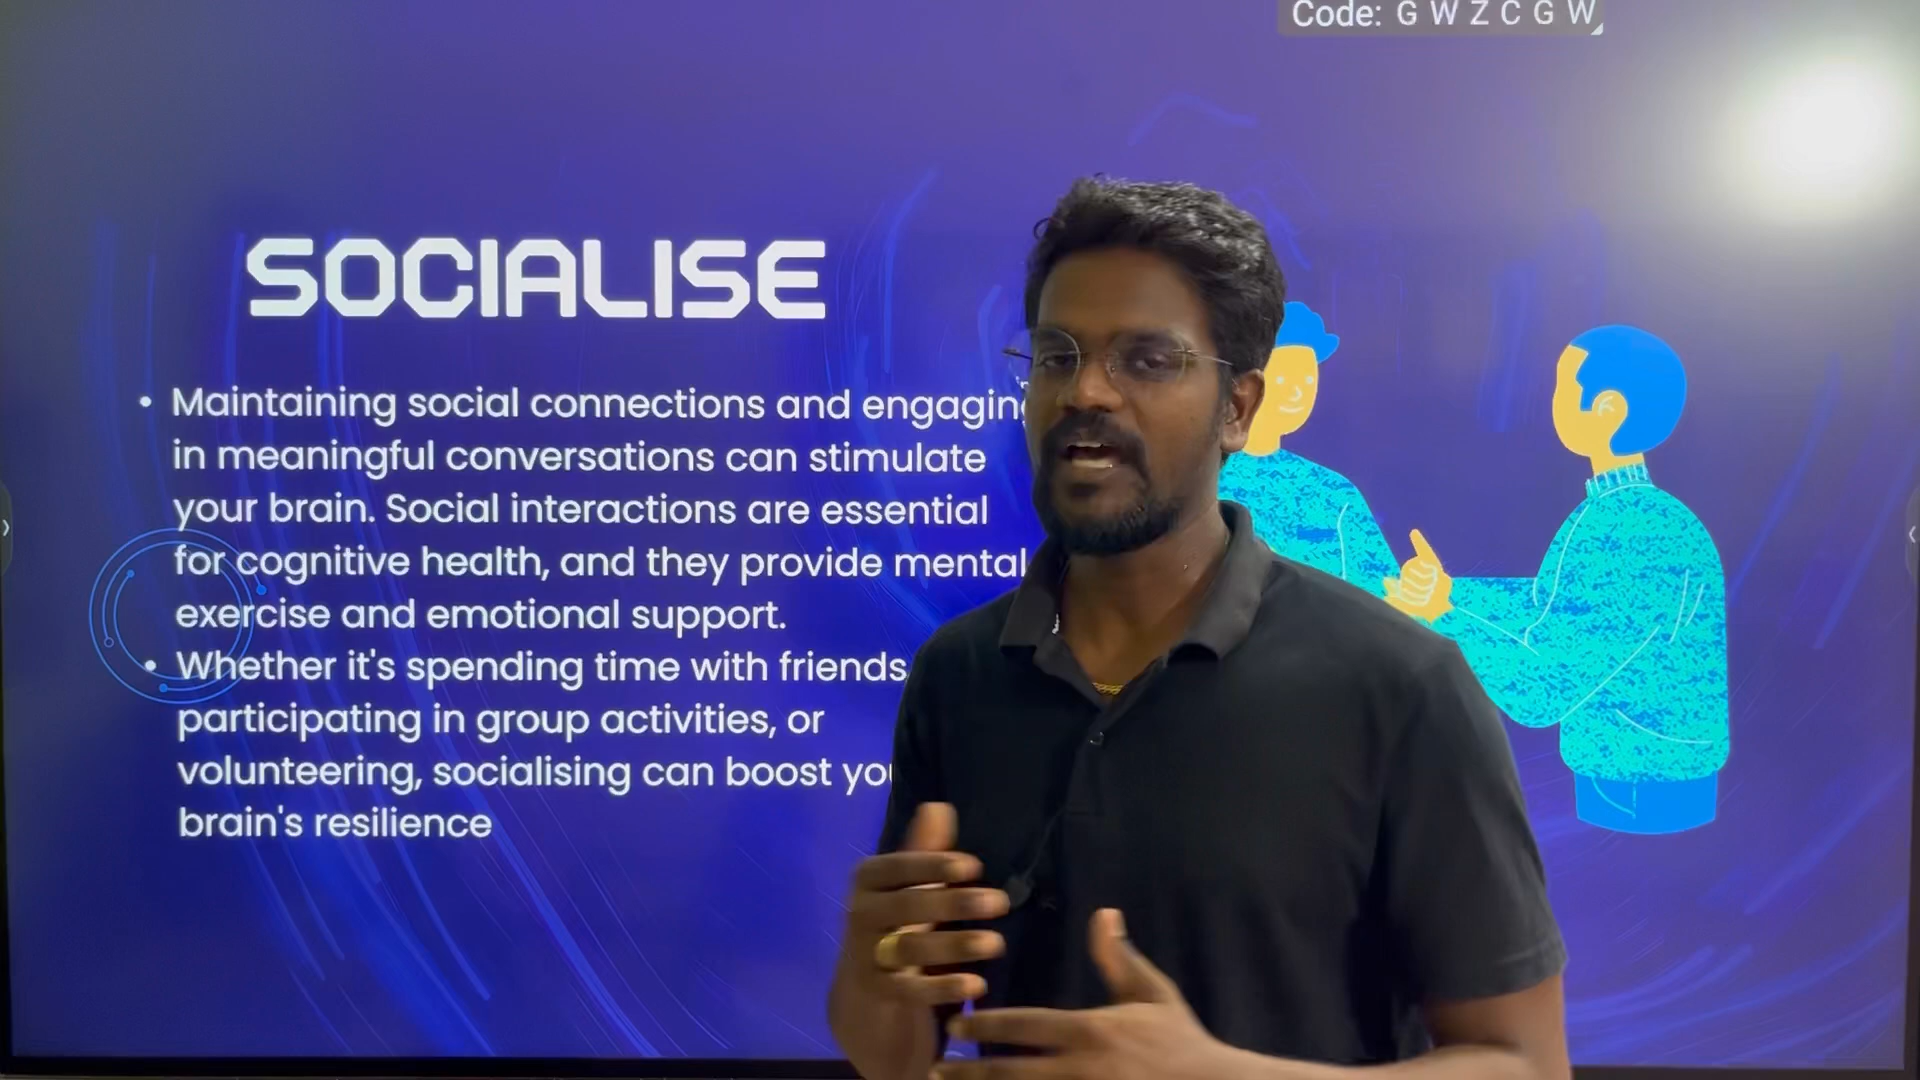 Code: G W Z C G W
SOCIALISE
• Maintaining social connections and engaging
in meaningful conversations can stimulate
your brain. Social interactions are essential
for cognitive health, and they provide mental
exercise and emotional support.
• Whether it's spending time with friends
participating in group activities, or
volunteering, socialising can boost
brain's resilience